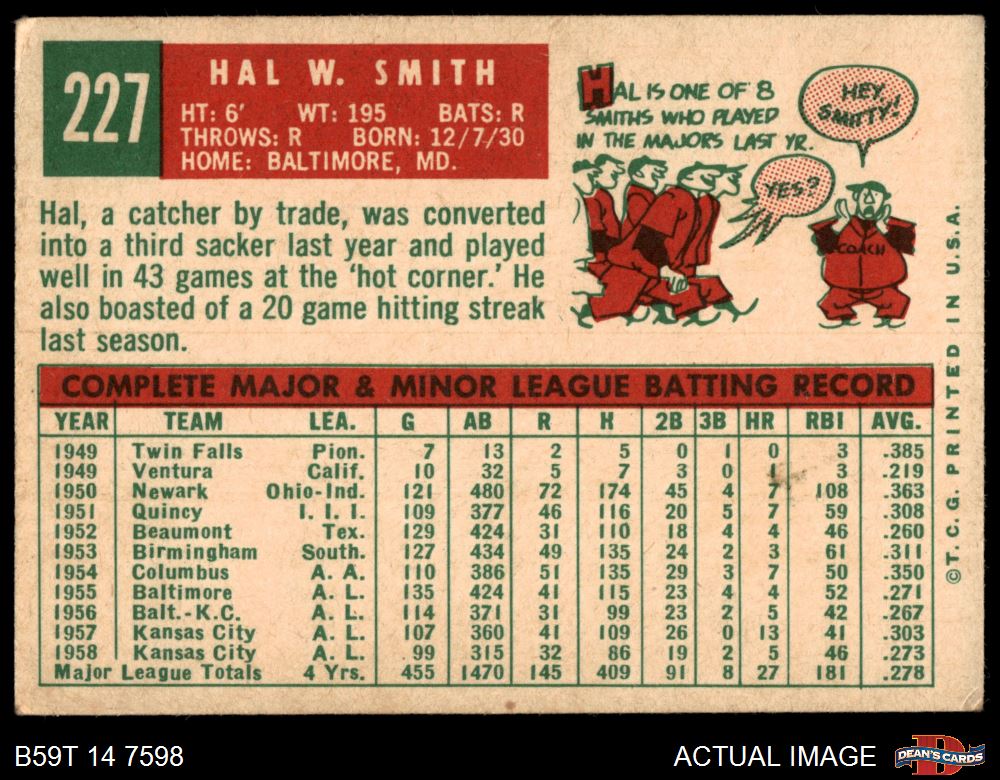 227
HAL W. SMITH
HT: 6' WT: 195 BATS: R
THROWS: R BORN: 12/7/30
HOME: BALTIMORE, MD.
Hal, a catcher by trade, was converted
into a third sacker last year and played
well in 43 games at the 'hot corner.' He
also boasted of a 20 game hitting streak
last season.
HAL IS ONE OF 8
SMITHS WHO PLAYED
IN THE MAJORS LAST YR.
HEY,
SMITTY!
YES?
COACH
COMPLETE MAJOR & MINOR LEAGUE BATTING RECORD
YEAR TEAM LEA. G AB R H 2B 3B HR RBI AVG.
1949 Twin Falls Pion. 7 13 2 5 0 1 0 3 .385
1949 Ventura Calif. 10 32 5 7 3 0 1 3 .219
1950 Newark Ohio-Ind. 121 480 72 174 45 4 7 108 .363
1951 Quincy I. I. I. 109 377 46 116 20 5 7 59 .308
1952 Beaumont Tex. 129 424 31 110 18 4 4 46 .260
1953 Birmingham South. 127 434 49 135 24 2 3 61 .311
1954 Columbus A. A. 110 386 51 135 29 3 7 50 .350
1955 Baltimore A. L. 135 424 41 115 23 4 4 52 .271
1956 Balt.-K.C. A. L. 114 371 31 99 23 2 5 42 .267
1957 Kansas City A. L. 107 360 41 109 26 0 13 41 .303
1958 Kansas City A. L. 99 315 32 86 19 2 5 46 .273
Major League Totals 4 Yrs. 455 1470 145 409 91 8 27 181 .278
©T. C. G. PRINTED IN U.S.A.
B59T 14 7598
ACTUAL IMAGE
DEAN'S CARDS